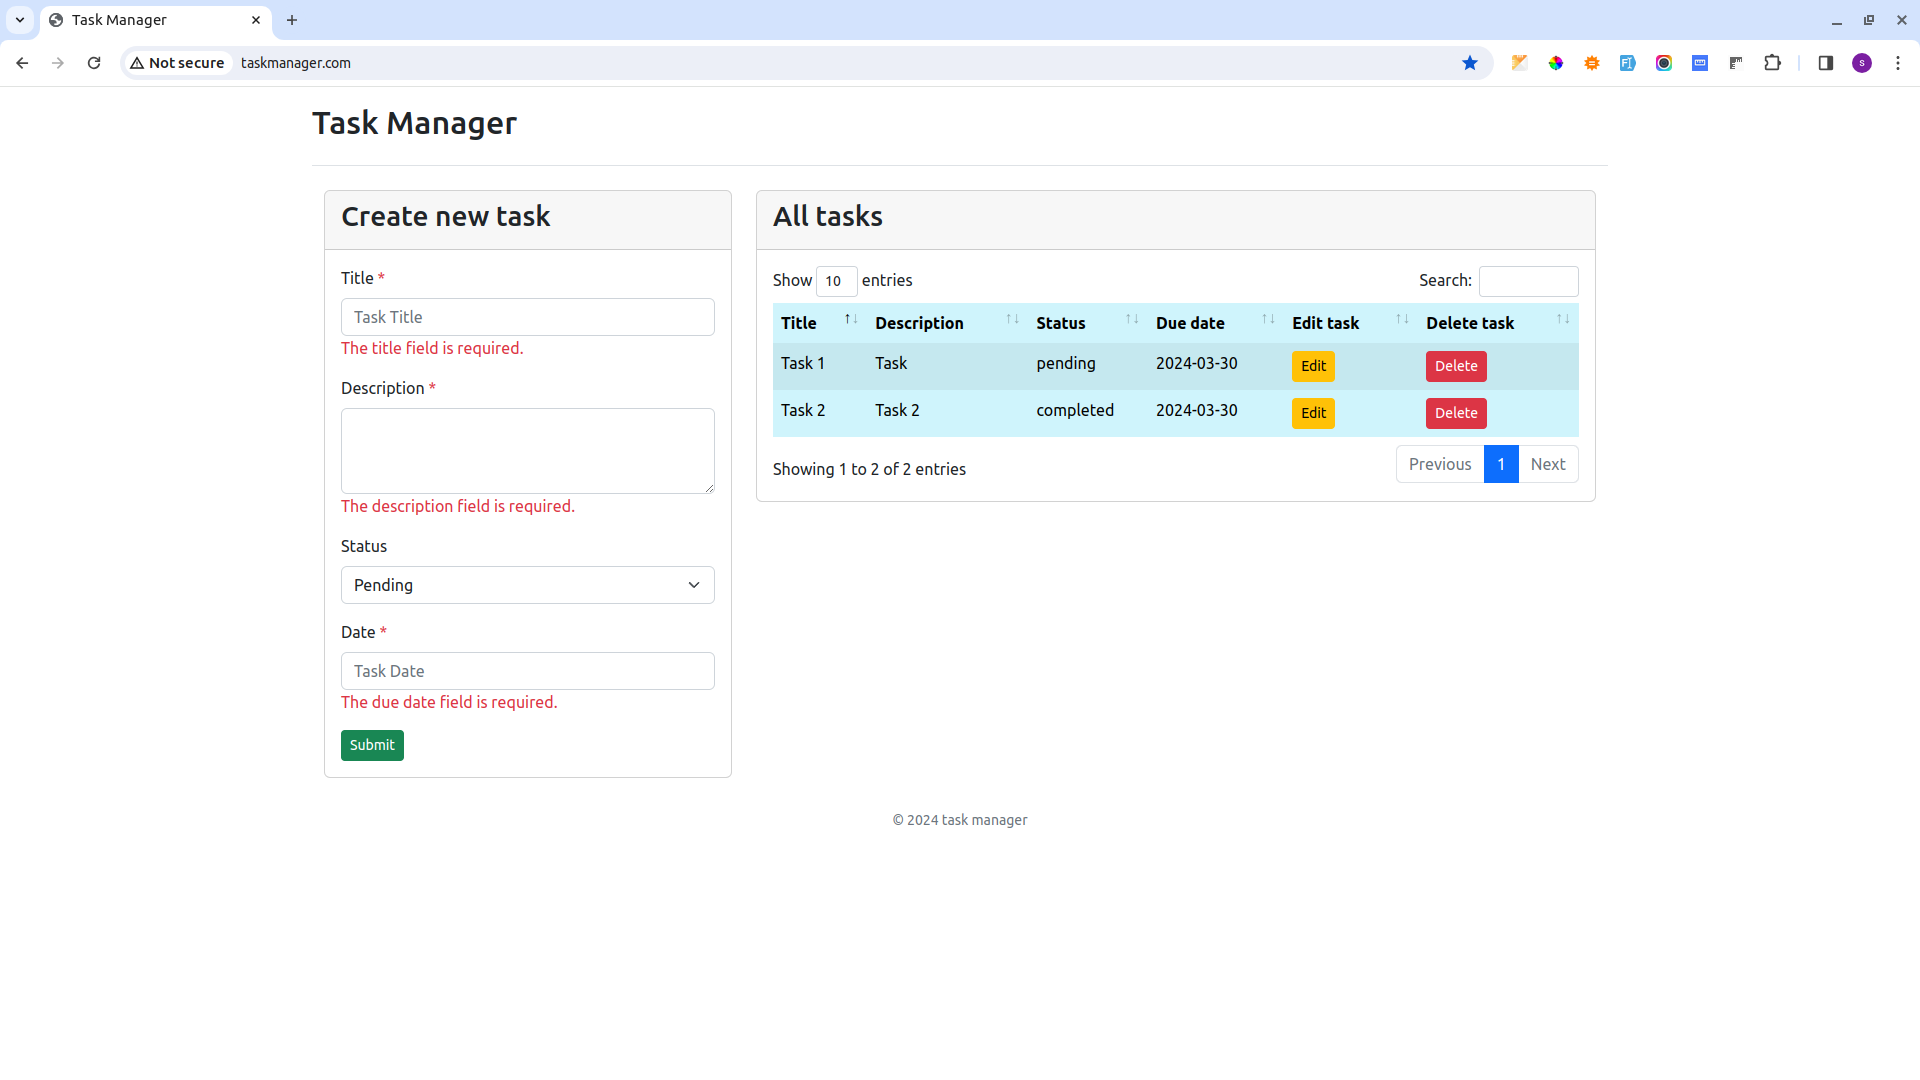 Task Manager
Not secure taskmanager.com
S
Task Manager
Create new task
Title *
Task Title
The title field is required.
Description *
The description field is required.
Status
Pending
Date *
Task Date
The due date field is required.
Submit
All tasks
Show 10 entries Search:
Title ↑↓ Description ↑↓ Status ↑↓ Due date ↑↓ Edit task ↑↓ Delete task ↑↓
Task 1 Task pending 2024-03-30 Edit Delete
Task 2 Task 2 completed 2024-03-30 Edit Delete
Showing 1 to 2 of 2 entries Previous 1 Next
© 2024 task manager